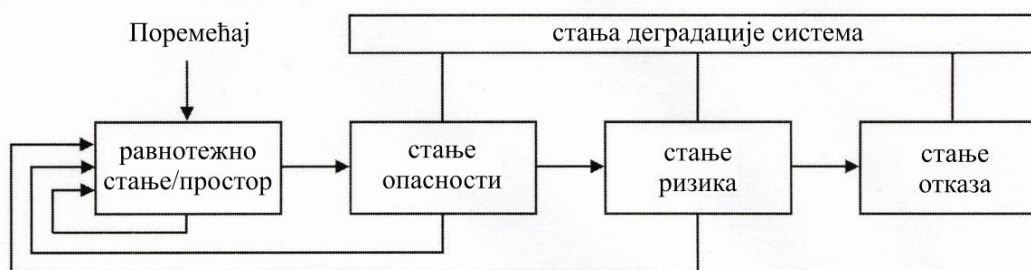 Поремећај
стања деградације система
равнотежно
стање/простор
стање
опасности
стање
ризика
стање
отказа